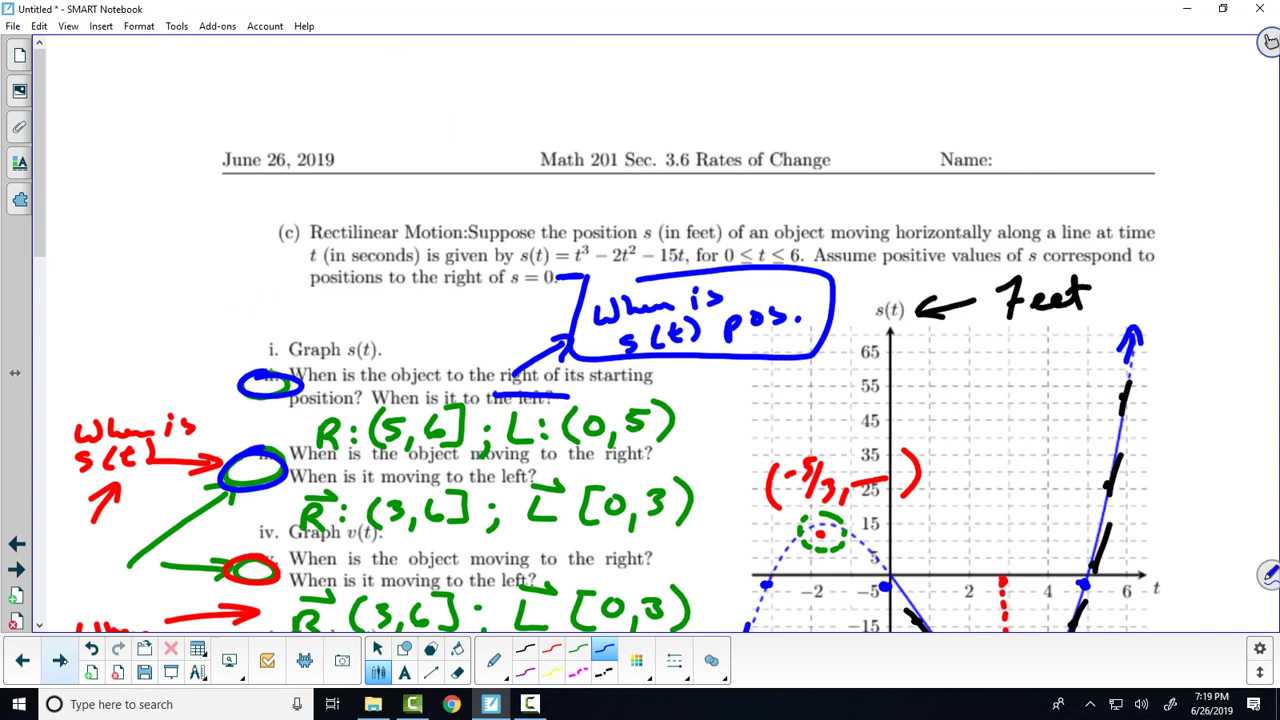 Untitled * - SMART Notebook
File Edit View Insert Format Tools Add-ons Account Help
June 26, 2019 Math 201 Sec. 3.6 Rates of Change Name:
(c) Rectilinear Motion:Suppose the position s (in feet) of an object moving horizontally along a line at time
t (in seconds) is given by s(t) = t³ − 2t² − 15t, for 0 ≤ t ≤ 6. Assume positive values of s correspond to
positions to the right of s = 0.
When is
s(t) pos.
s(t) ← Feet
i. Graph s(t).
When is the object to the right of its starting
position? When is it to the left?
R: (5,6] ; L: (0,5)
When is
s(t)
When is the object moving to the right?
When is it moving to the left?
R: (3,6] ; L [0,3)
iv. Graph v(t).
When is the object moving to the right?
When is it moving to the left?
R (3,6] ; L [0,3)
(-5/3, —)
65
55
45
35
25
15
5
−5
−15
−2 2 4 6 t
Type here to search
7:19 PM
6/26/2019